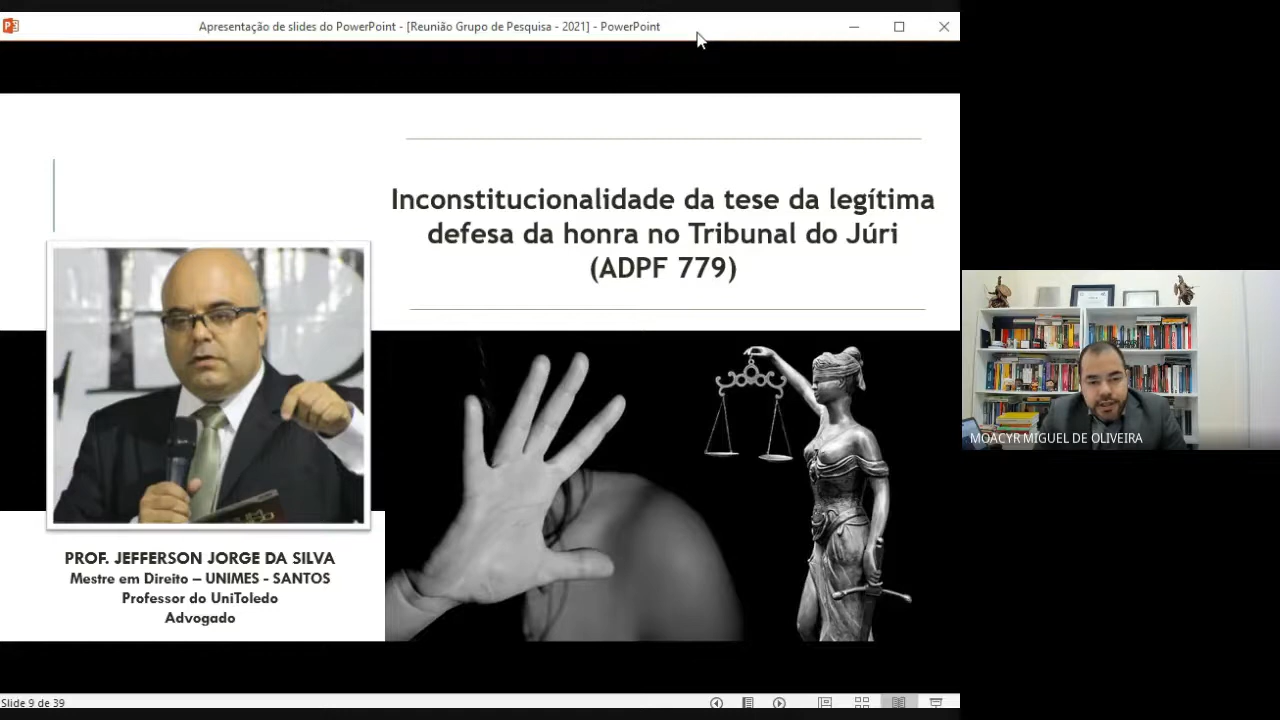 Apresentação de slides do PowerPoint - [Reunião Grupo de Pesquisa - 2021] - PowerPoint
Inconstitucionalidade da tese da legítima
defesa da honra no Tribunal do Júri
(ADPF 779)
PROF. JEFFERSON JORGE DA SILVA
Mestre em Direito – UNIMES - SANTOS
Professor do UniToledo
Advogado
MOACYR MIGUEL DE OLIVEIRA
Slide 9 de 39